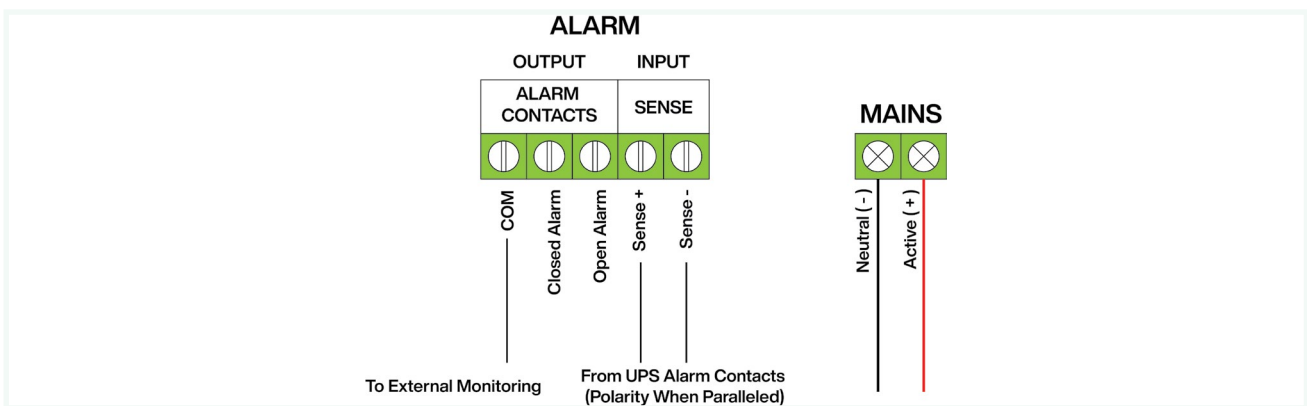 ALARM
OUTPUT
INPUT
ALARM
CONTACTS
SENSE
COM
Closed Alarm
Open Alarm
Sense +
Sense -
To External Monitoring
From UPS Alarm Contacts
(Polarity When Paralleled)
MAINS
Neutral ( - )
Active ( + )